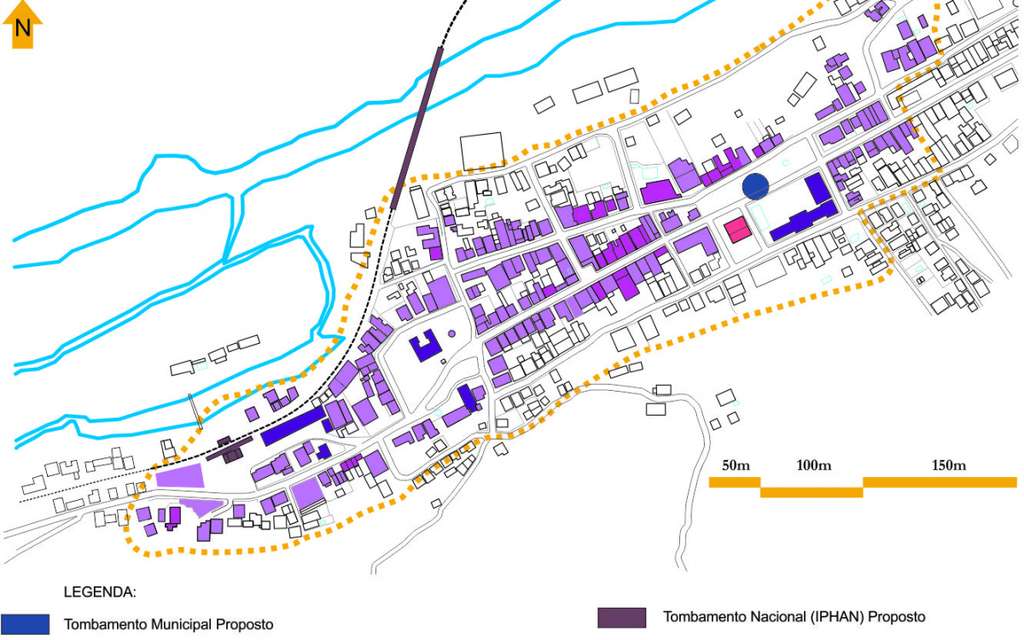 N
50m 100m 150m
LEGENDA:
Tombamento Municipal Proposto
Tombamento Nacional (IPHAN) Proposto